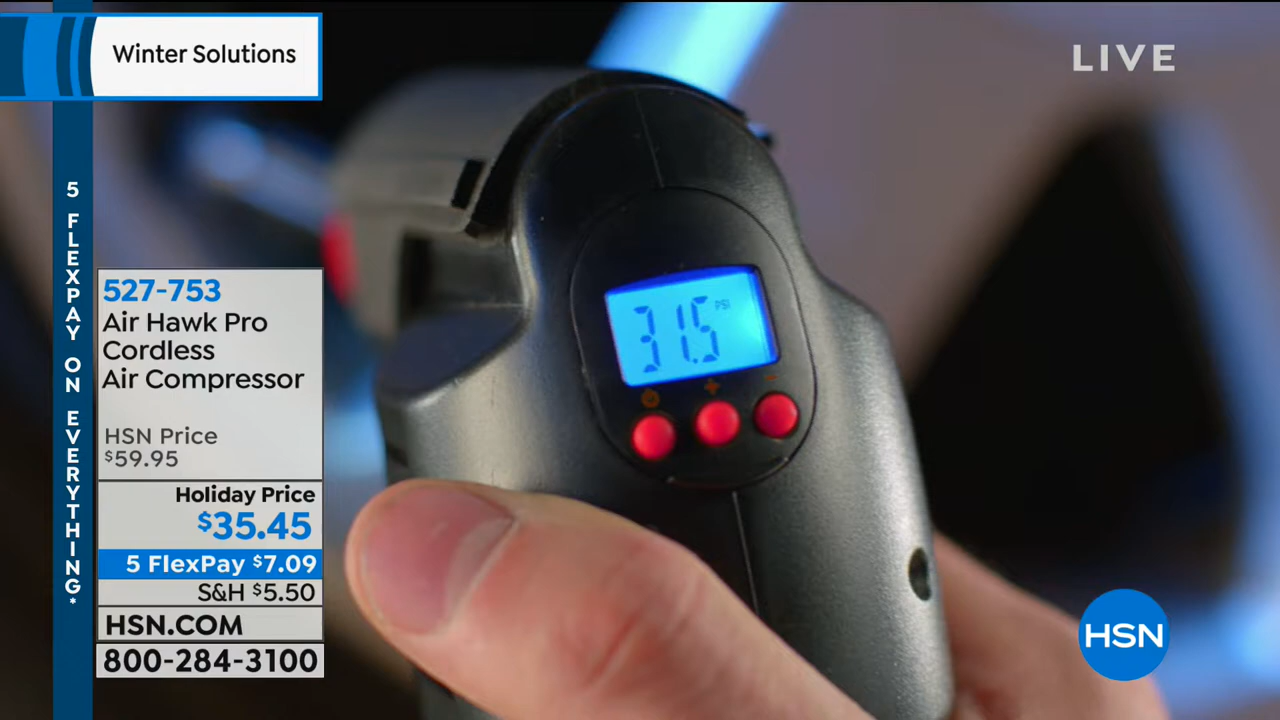 Winter Solutions
LIVE
5 FLEXPAY ON EVERYTHING*
527-753
Air Hawk Pro
Cordless
Air Compressor
HSN Price
$59.95
Holiday Price
$35.45
5 FlexPay $7.09
S&H $5.50
HSN.COM
800-284-3100
31.5 PSI
+
-
HSN